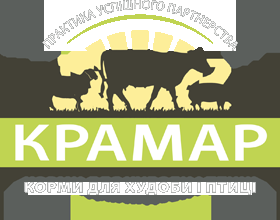 ПРАКТИКА УСПІШНОГО ПАРТНЕРСТВА
КРАМАР
КОРМИ ДЛЯ ХУДОБИ І ПТИЦІ